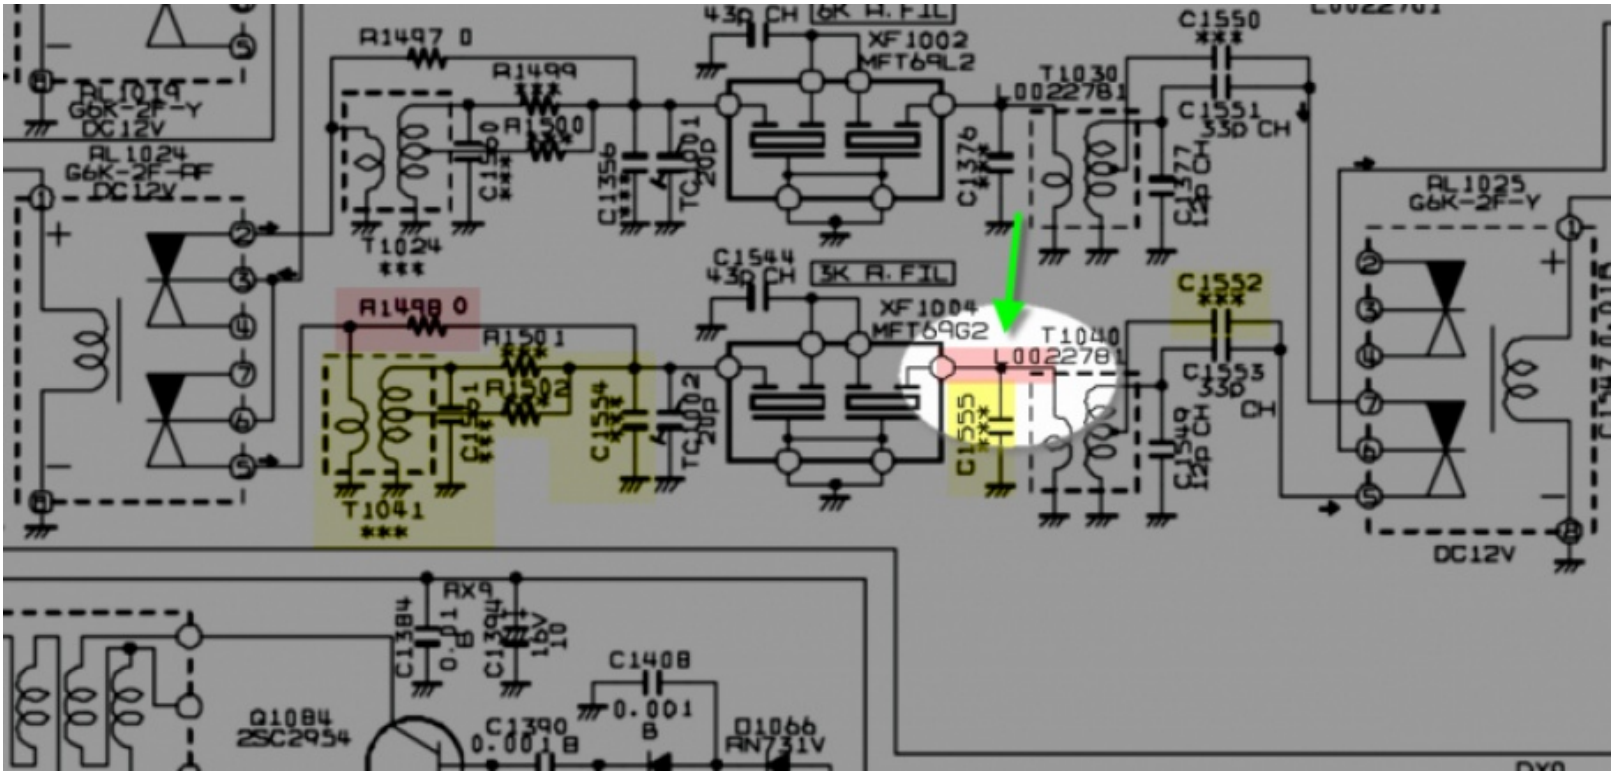 43p CH
6K R.FIL
C1550
***
L0022781
R1497 0
XF1002
MFT69L2
R1499
***
T1030
L0022781
C1551
33p CH
RL1019
G6K-2F-Y
DC12V
R1500
***
RL1024
G6K-2F-RF
DC12V
C1356
***
TC1001
20p
C1376
***
C1377
12p CH
RL1025
G6K-2F-Y
T1024
***
C1544
43p CH
3K R.FIL
C1552
***
R1498 0
XF1004
MFT69G2
T1040
L0022781
R1501
***
R1502
***
C1553
33p
CH
C1554
***
TC1002
20p
C1555
***
C1549
12p CH
T1041
***
DC12V
RX9
C1384
0.01
B
C1394
16V
10
C1408
0.001
B
Q1084
2SC2954
C1390
0.001 B
D1066
RN731V